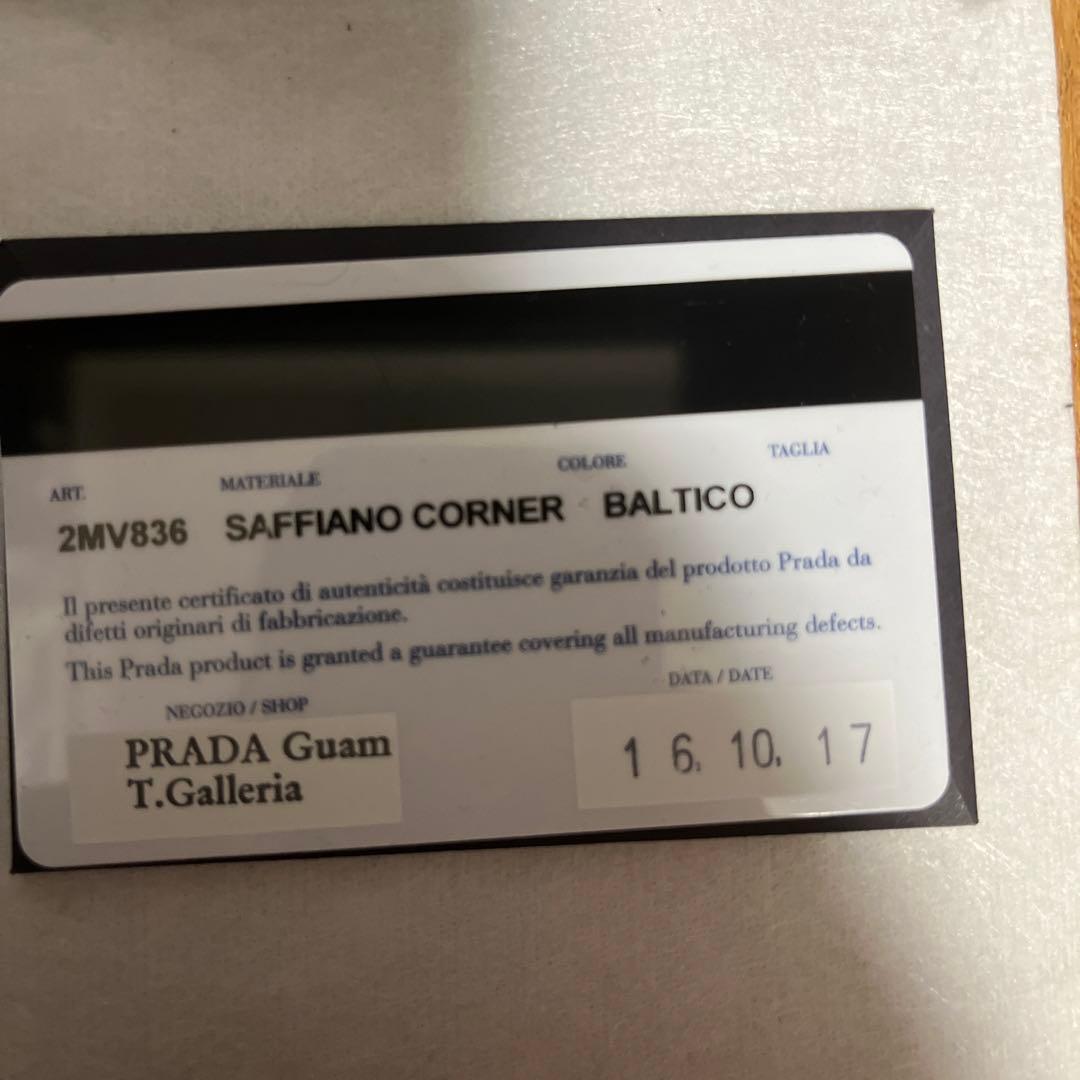 ART. MATERIALE COLORE TAGLIA
2MV836 SAFFIANO CORNER BALTICO
Il presente certificato di autenticità costituisce garanzia del prodotto Prada da
difetti originari di fabbricazione.
This Prada product is granted a guarantee covering all manufacturing defects.
NEGOZIO / SHOP
PRADA Guam
T.Galleria
DATA / DATE
16. 10. 17